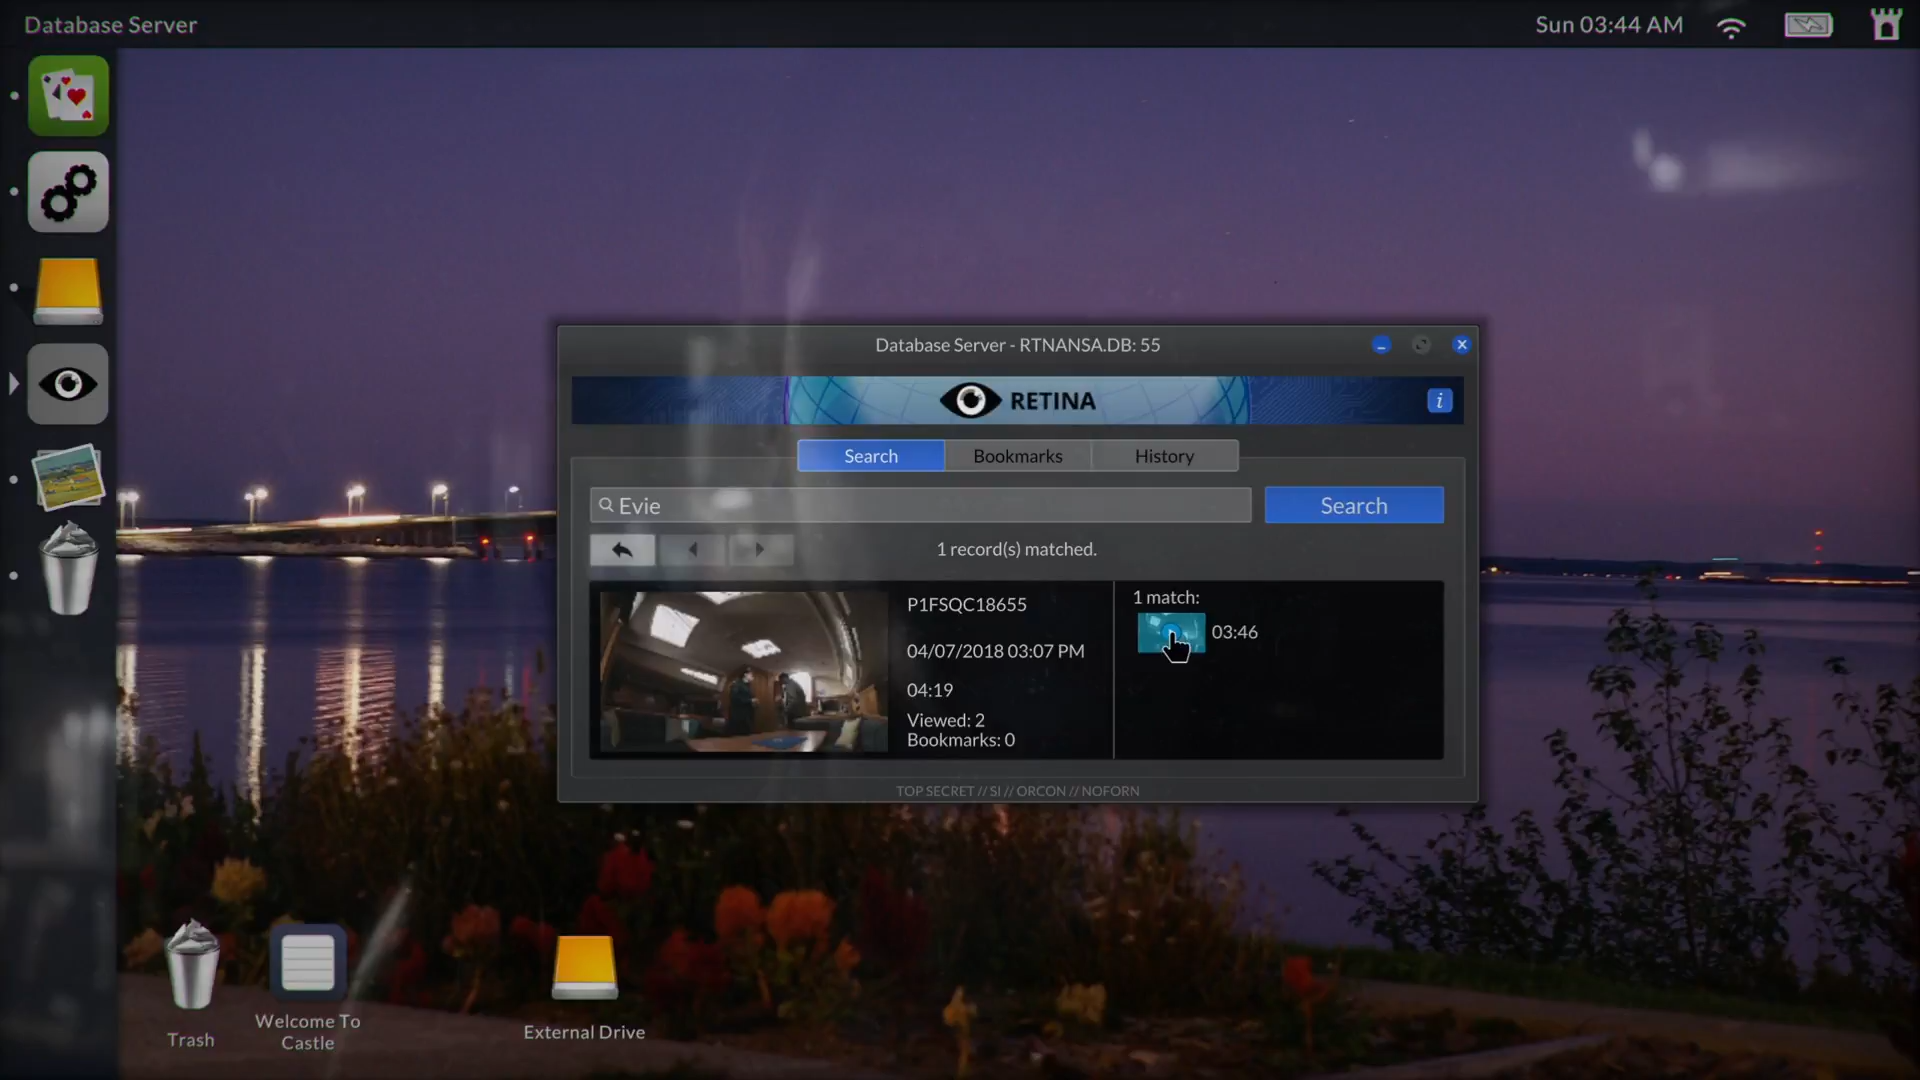 Database Server
Sun 03:44 AM
Database Server - RTNANSA.DB: 55
RETINA
i
Search
Bookmarks
History
Evie
Search
1 record(s) matched.
P1FSQC18655
04/07/2018 03:07 PM
04:19
Viewed: 2
Bookmarks: 0
1 match:
03:46
TOP SECRET // SI // ORCON // NOFORN
Trash
Welcome To
Castle
External Drive